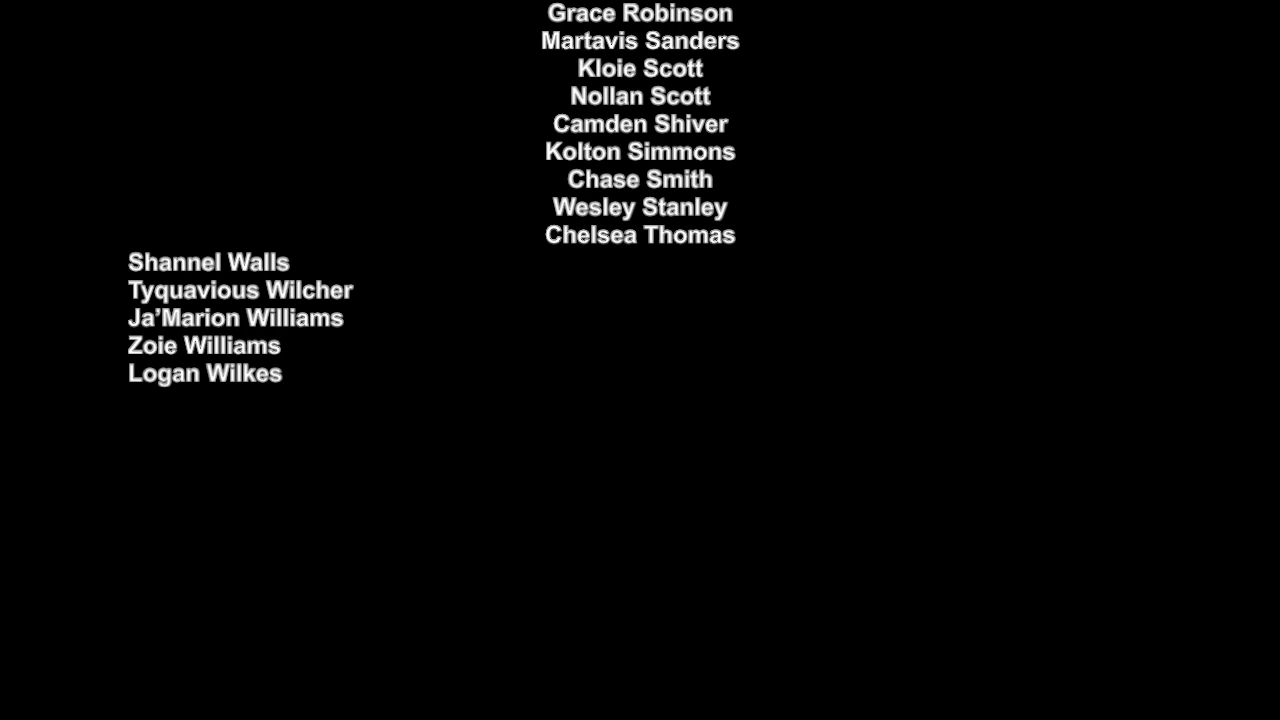 Grace Robinson
Martavis Sanders
Kloie Scott
Nollan Scott
Camden Shiver
Kolton Simmons
Chase Smith
Wesley Stanley
Chelsea Thomas
Shannel Walls
Tyquavious Wilcher
Ja’Marion Williams
Zoie Williams
Logan Wilkes